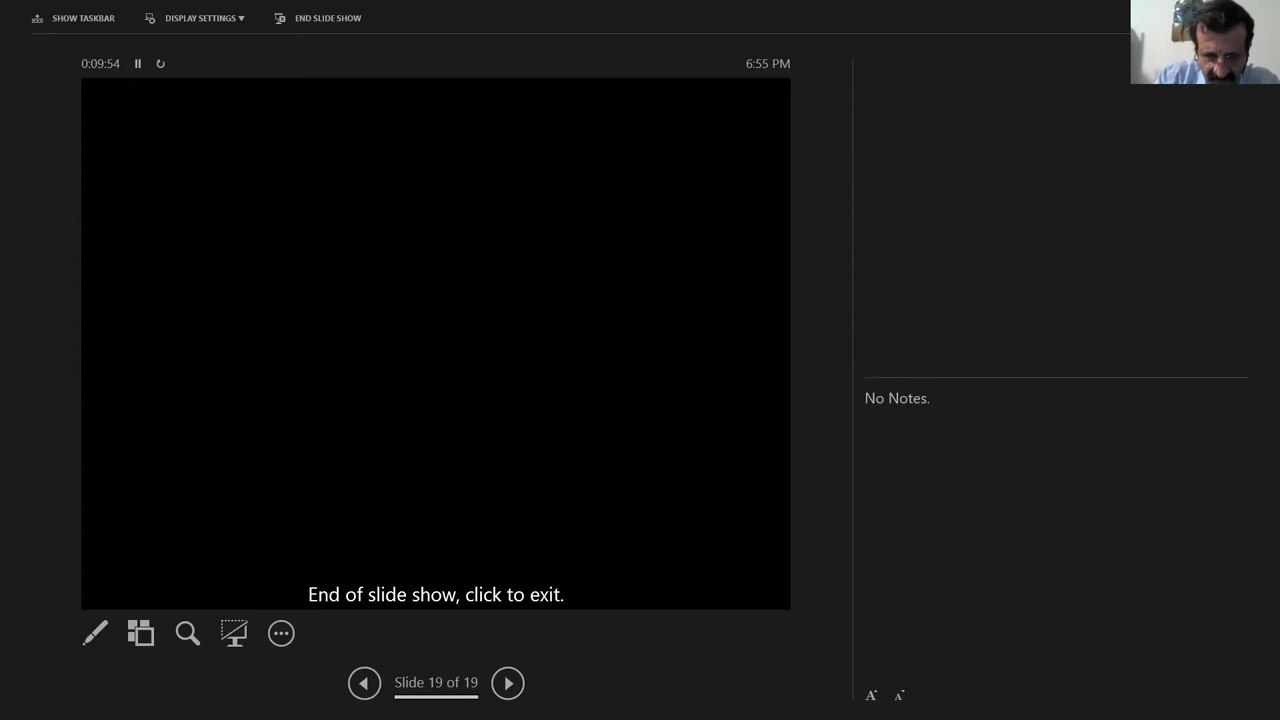 SHOW TASKBAR DISPLAY SETTINGS ▼ END SLIDE SHOW
0:09:54 6:55 PM
No Notes.
End of slide show, click to exit.
Slide 19 of 19
A A